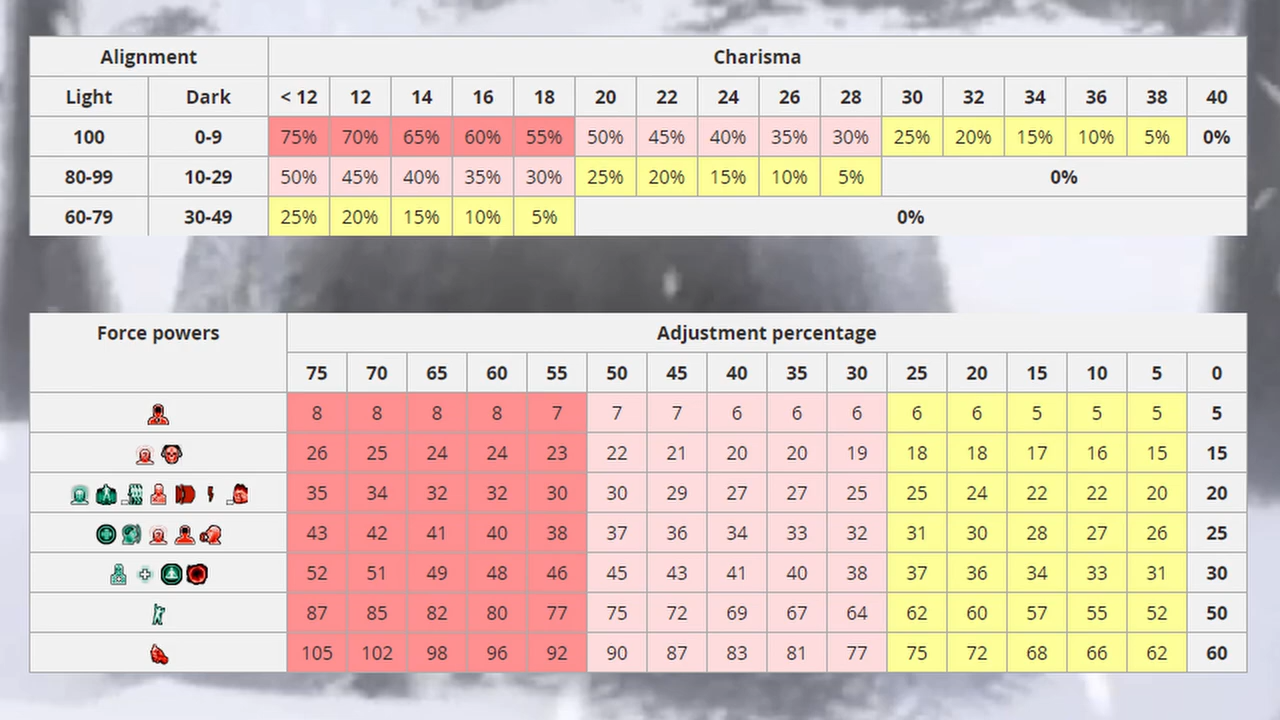 Alignment Charisma
Light Dark < 12 12 14 16 18 20 22 24 26 28 30 32 34 36 38 40
100 0-9 75% 70% 65% 60% 55% 50% 45% 40% 35% 30% 25% 20% 15% 10% 5% 0%
80-99 10-29 50% 45% 40% 35% 30% 25% 20% 15% 10% 5% 0%
60-79 30-49 25% 20% 15% 10% 5% 0%
Force powers Adjustment percentage
75 70 65 60 55 50 45 40 35 30 25 20 15 10 5 0
8 8 8 8 7 7 7 6 6 6 6 6 5 5 5 5
26 25 24 24 23 22 21 20 20 19 18 18 17 16 15 15
35 34 32 32 30 30 29 27 27 25 25 24 22 22 20 20
43 42 41 40 38 37 36 34 33 32 31 30 28 27 26 25
52 51 49 48 46 45 43 41 40 38 37 36 34 33 31 30
87 85 82 80 77 75 72 69 67 64 62 60 57 55 52 50
105 102 98 96 92 90 87 83 81 77 75 72 68 66 62 60